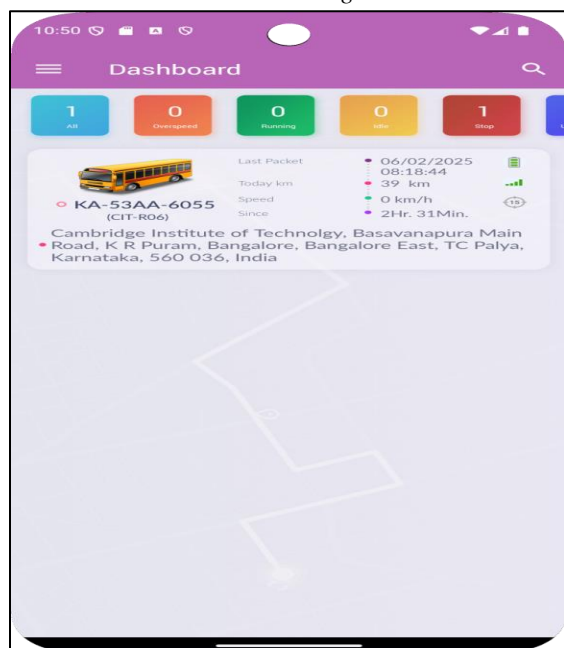 10:50
Dashboard
1
All
0
Overspeed
0
Running
0
Idle
1
Stop
Last Packet
06/02/2025
08:18:44
Today km
39 km
KA-53AA-6055
Speed
0 km/h
(CIT-R06)
Since
2Hr. 31Min.
Cambridge Institute of Technolgy, Basavanapura Main
Road, K R Puram, Bangalore, Bangalore East, TC Palya,
Karnataka, 560 036, India